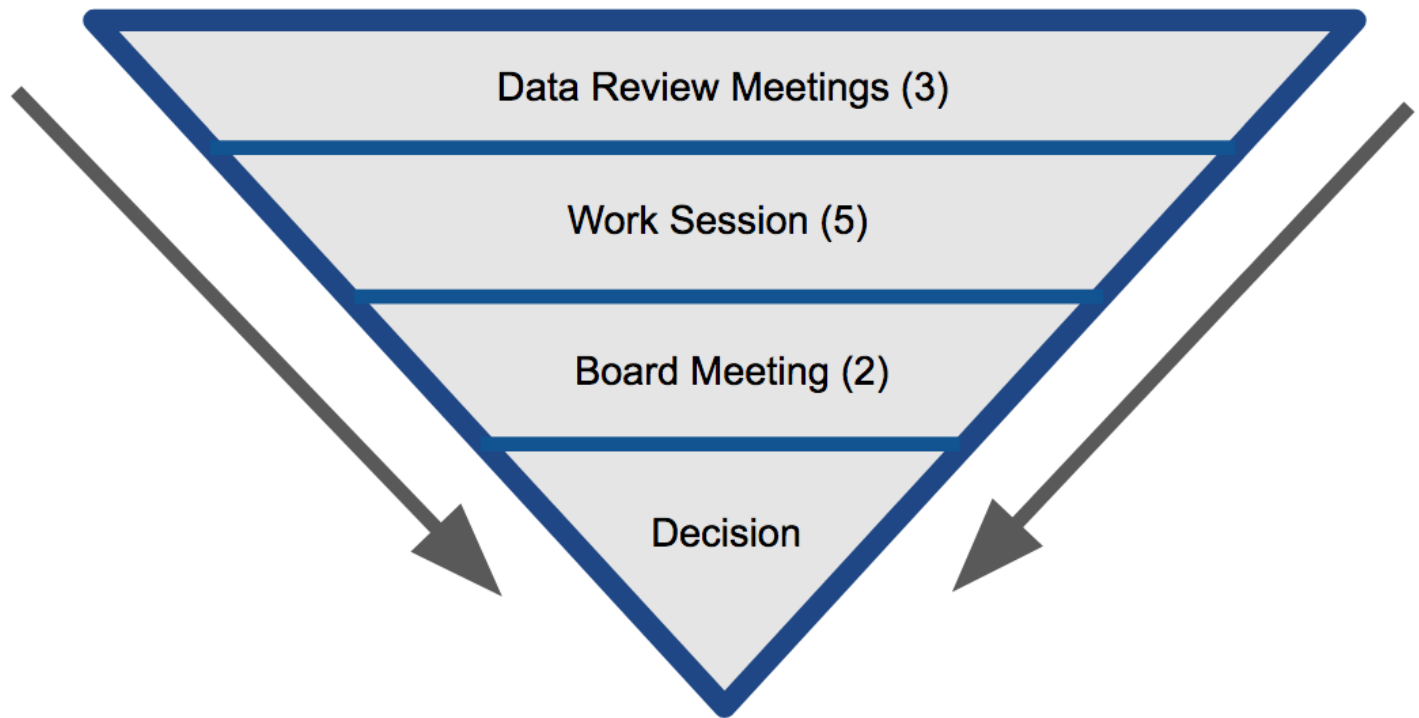 Data Review Meetings (3)
Work Session (5)
Board Meeting (2)
Decision